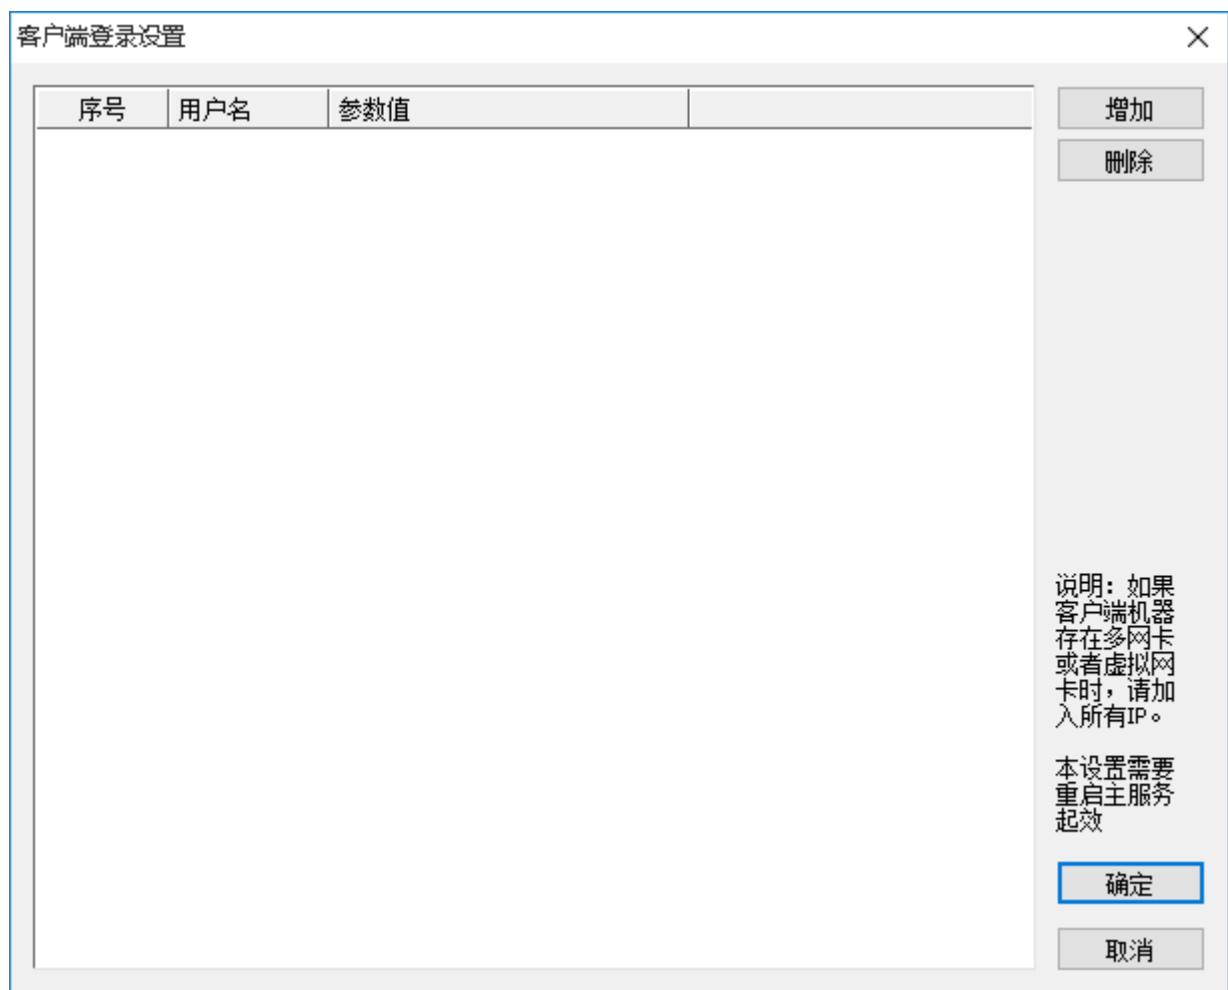 客户端登录设置
序号 用户名 参数值
增加
删除
说明：如果
客户端机器
存在多网卡
或者虚拟网
卡时，请加
入所有IP。
本设置需要
重启主服务
起效
确定
取消